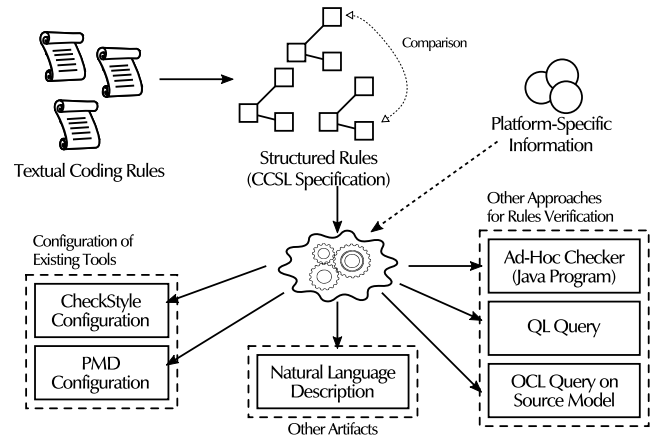 Comparison
Textual Coding Rules
Structured Rules
(CCSL Specification)
Platform-Specific
Information
Configuration of
Existing Tools
CheckStyle
Configuration
PMD
Configuration
Natural Language
Description
Other Artifacts
Other Approaches
for Rules Verification
Ad-Hoc Checker
(Java Program)
QL Query
OCL Query on
Source Model